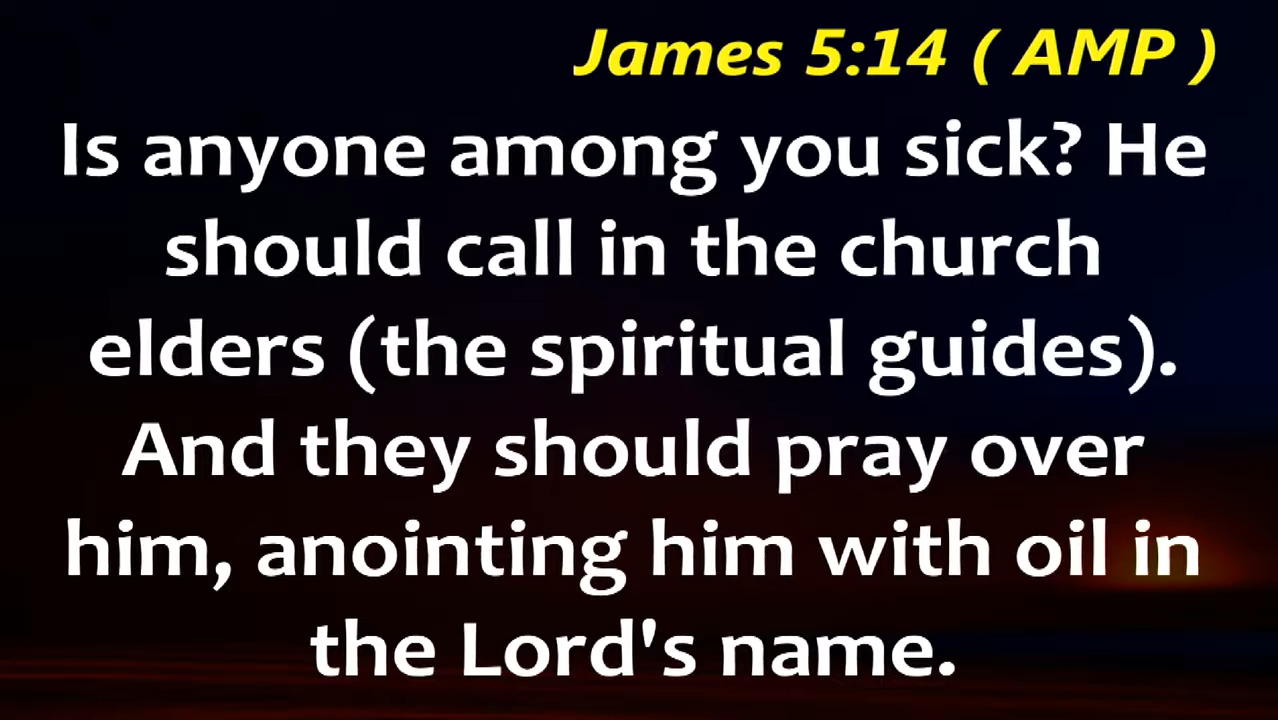 James 5:14 ( AMP )
Is anyone among you sick? He
should call in the church
elders (the spiritual guides).
And they should pray over
him, anointing him with oil in
the Lord's name.